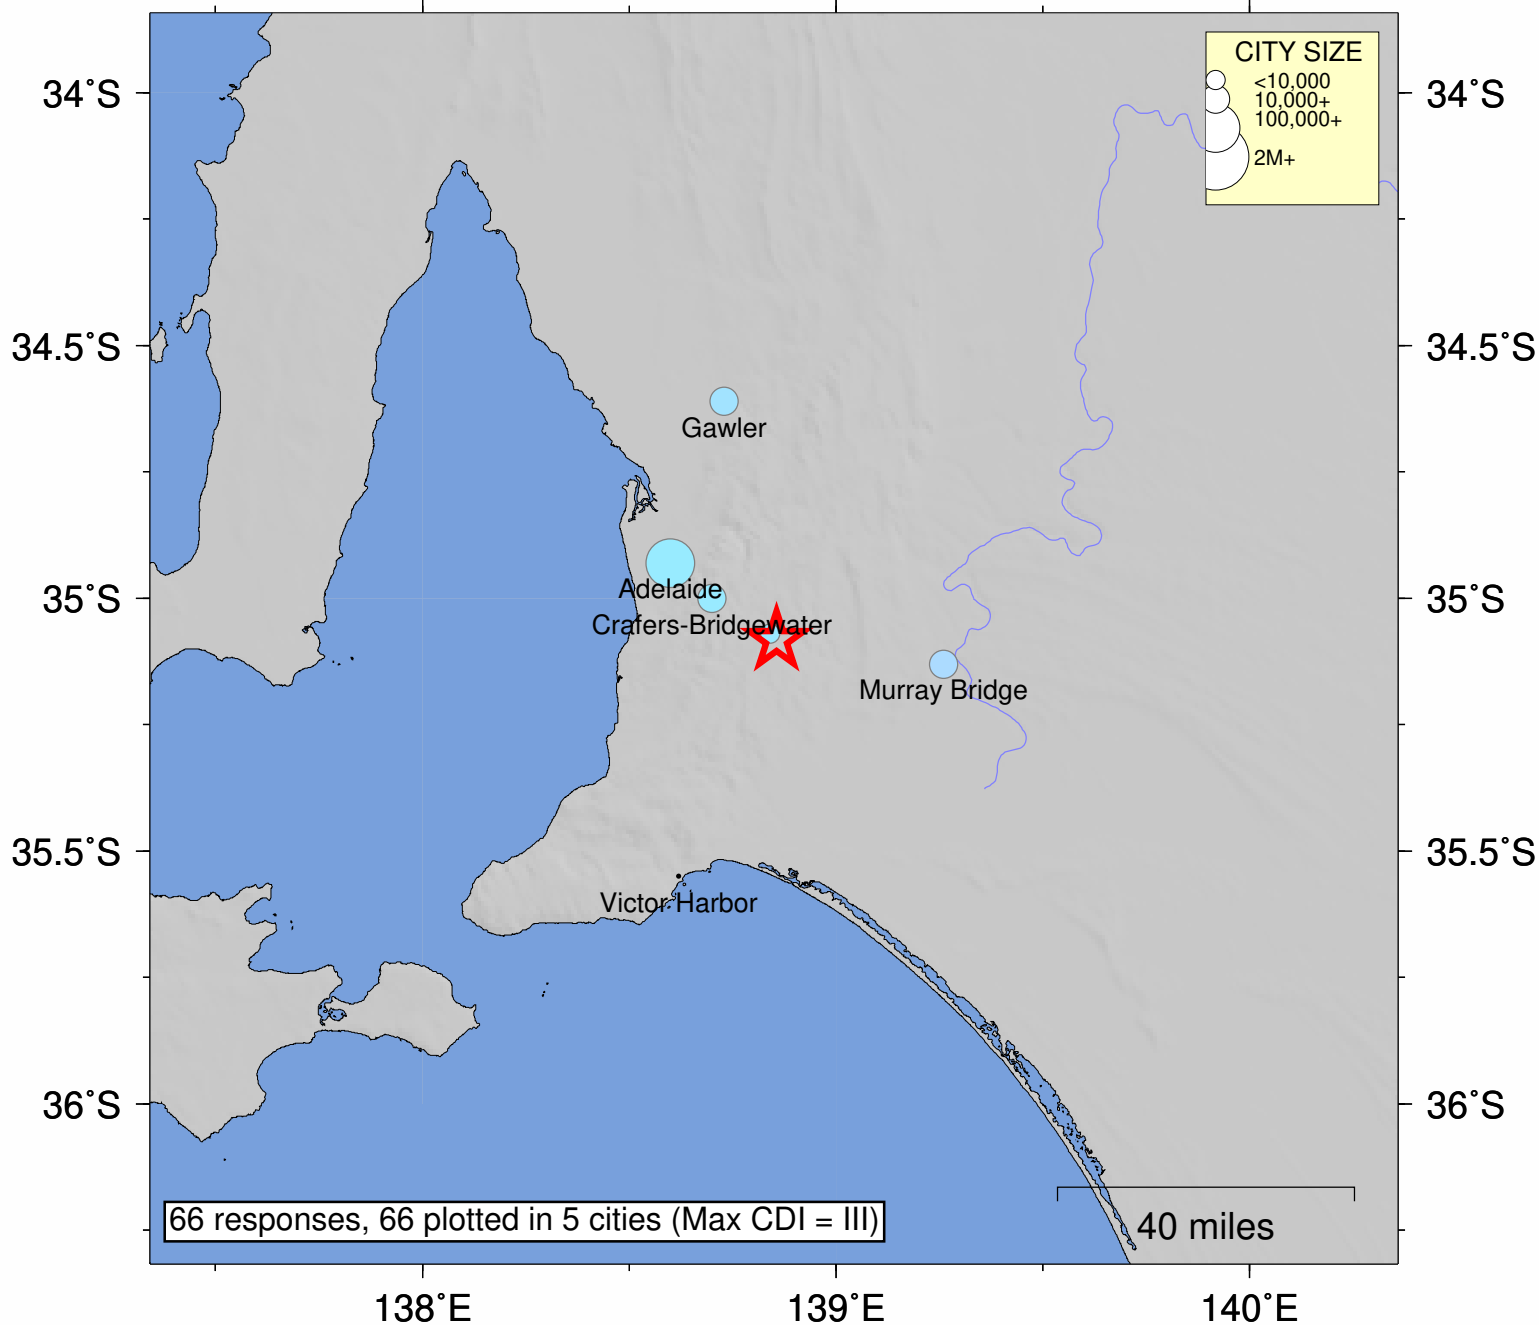 CITY SIZE
<10,000
10,000+
100,000+
2M+
34°S
34°S
34.5°S
34.5°S
Gawler
Adelaide
35°S
35°S
Crafers-Bridgewater
Murray Bridge
35.5°S
35.5°S
Victor Harbor
36°S
36°S
66 responses, 66 plotted in 5 cities (Max CDI = III)
40 miles
138°E
139°E
140°E